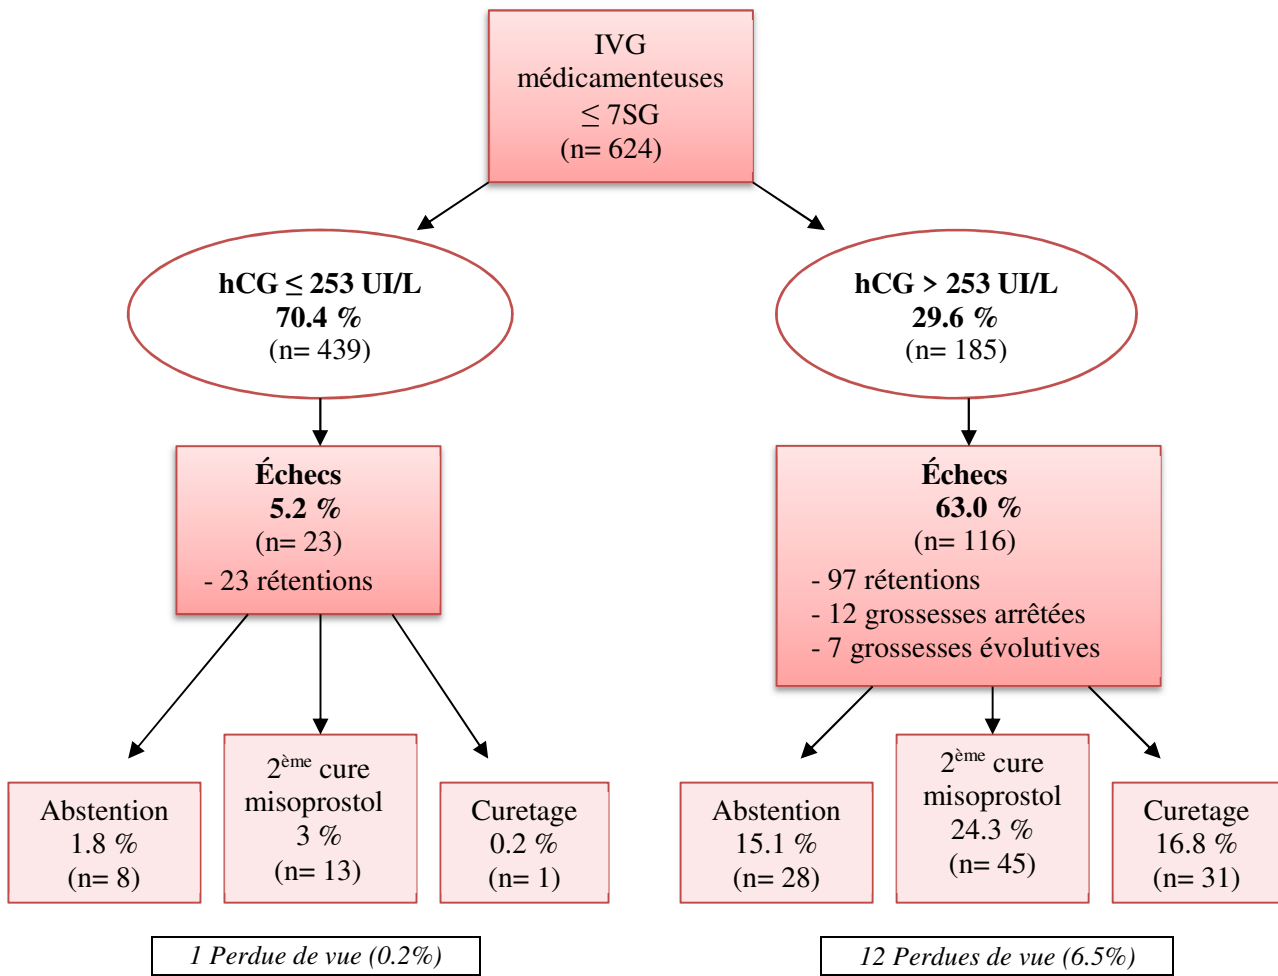 IVG
médicamenteuses
≤ 7SG
(n= 624)
hCG ≤ 253 UI/L
70.4 %
(n= 439)
hCG > 253 UI/L
29.6 %
(n= 185)
Échecs
5.2 %
(n= 23)
- 23 rétentions
Échecs
63.0 %
(n= 116)
- 97 rétentions
- 12 grossesses arrêtées
- 7 grossesses évolutives
Abstention
1.8 %
(n= 8)
2ème cure
misoprostol
3 %
(n= 13)
Curetage
0.2 %
(n= 1)
Abstention
15.1 %
(n= 28)
2ème cure
misoprostol
24.3 %
(n= 45)
Curetage
16.8 %
(n= 31)
1 Perdue de vue (0.2%)
12 Perdues de vue (6.5%)